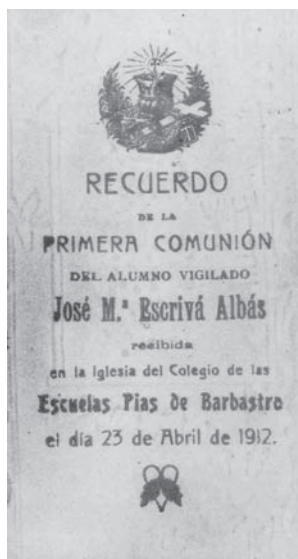 RECUERDO
DE LA
PRIMERA COMUNIÓN
DEL ALUMNO VIGILADO
José M.ª Escrivá Albás
recibida
en la Iglesia del Colegio de las
Escuelas Pías de Barbastro
el día 23 de Abril de 1912.